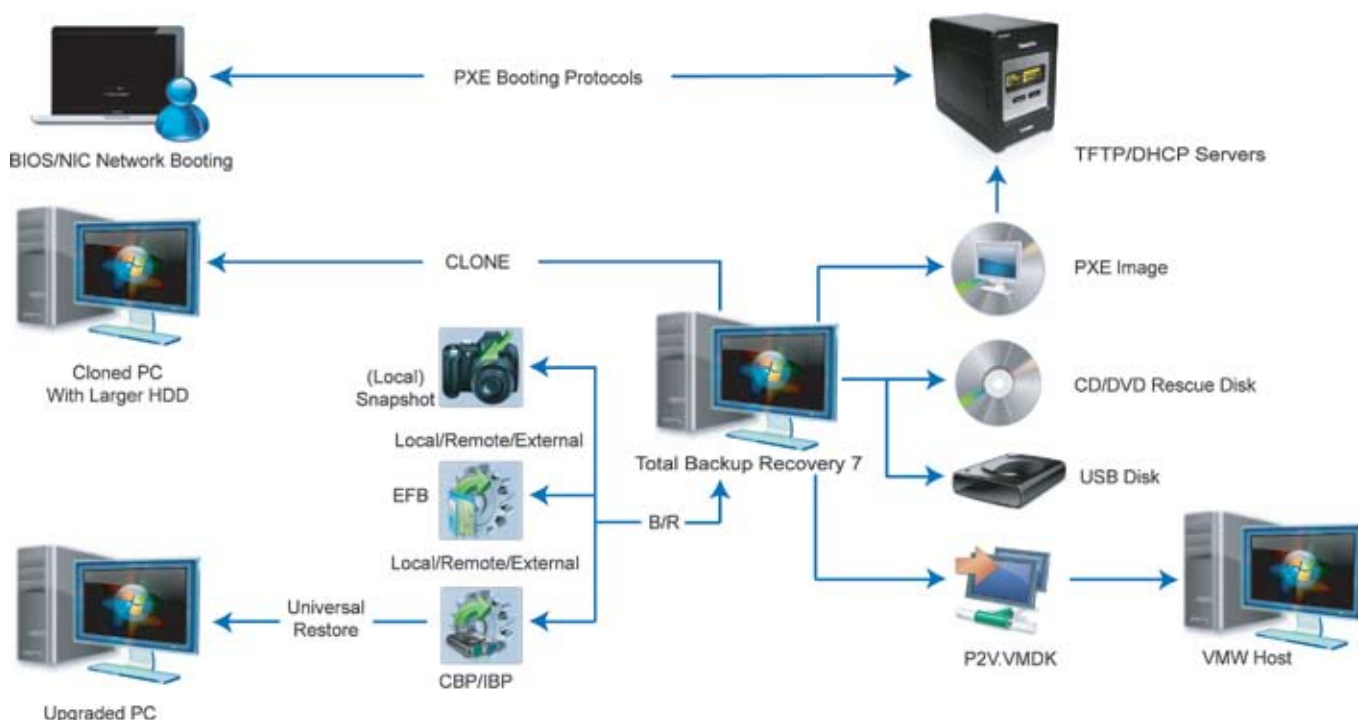 PXE Booting Protocols
BIOS/NIC Network Booting
TFTP/DHCP Servers
CLONE
PXE Image
Cloned PC
With Larger HDD
(Local)
Snapshot
CD/DVD Rescue Disk
Local/Remote/External
Total Backup Recovery 7
EFB
USB Disk
B/R
Local/Remote/External
Universal
Restore
CBP/IBP
P2V.VMDK
VMW Host
Upgraded PC